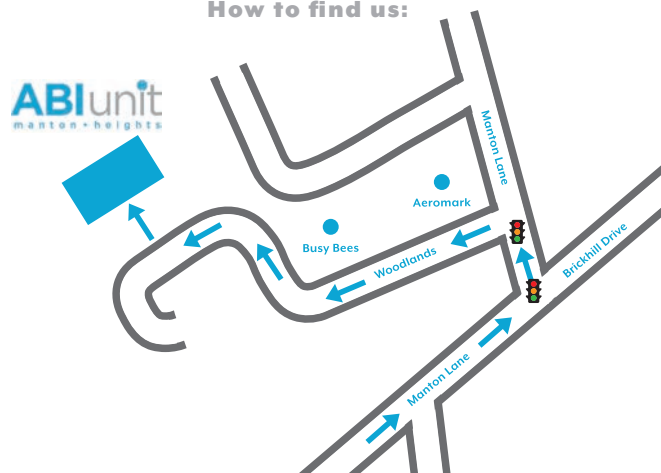 How to find us:
ABIunit
manton • heights
Manton Lane
Aeromark
Busy Bees
Woodlands
Brickhill Drive
Manton Lane